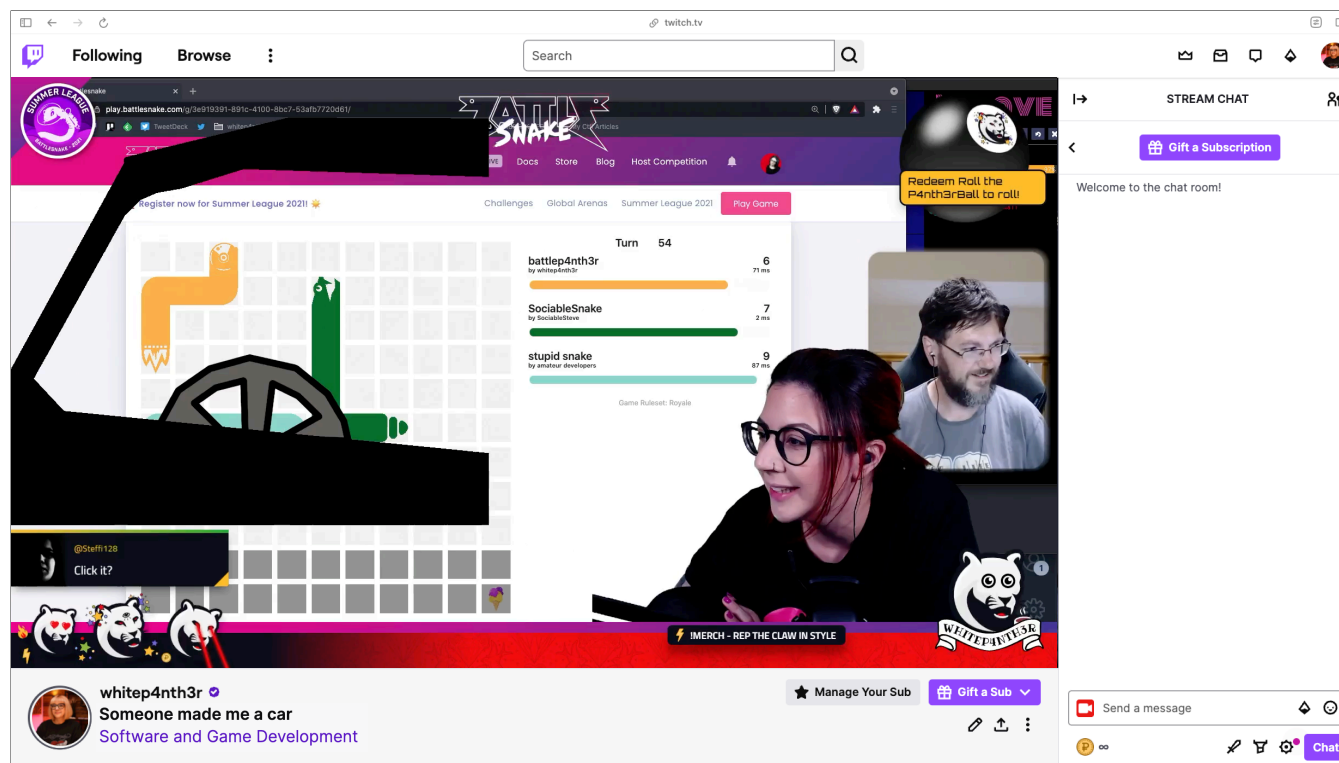 twitch.tv
Following Browse
Search
SUMMER LEAGUE
BATTLESNAKE · 2021
play.battlesnake.com/g/3e919391-891c-4100-8bc7-53afb7720d61/
TweetDeck
Articles
SNAKE
Docs Store Blog Host Competition
Register now for Summer League 2021!
Challenges Global Arenas Summer League 2021 Play Game
Redeem Roll the
P4nth3rBall to roll!
Turn 54
battlep4nth3r 6
by whitep4nth3r 71 ms
SociableSnake 7
by SociableSteve 2 ms
stupid snake 9
by amateur developers 87 ms
Game Ruleset: Royale
@Steffi128
Click it?
1
!MERCH - REP THE CLAW IN STYLE
WHITEP4NTH3R
whitep4nth3r
Someone made me a car
Software and Game Development
Manage Your Sub
Gift a Sub
STREAM CHAT
Gift a Subscription
Welcome to the chat room!
Send a message
∞
Chat